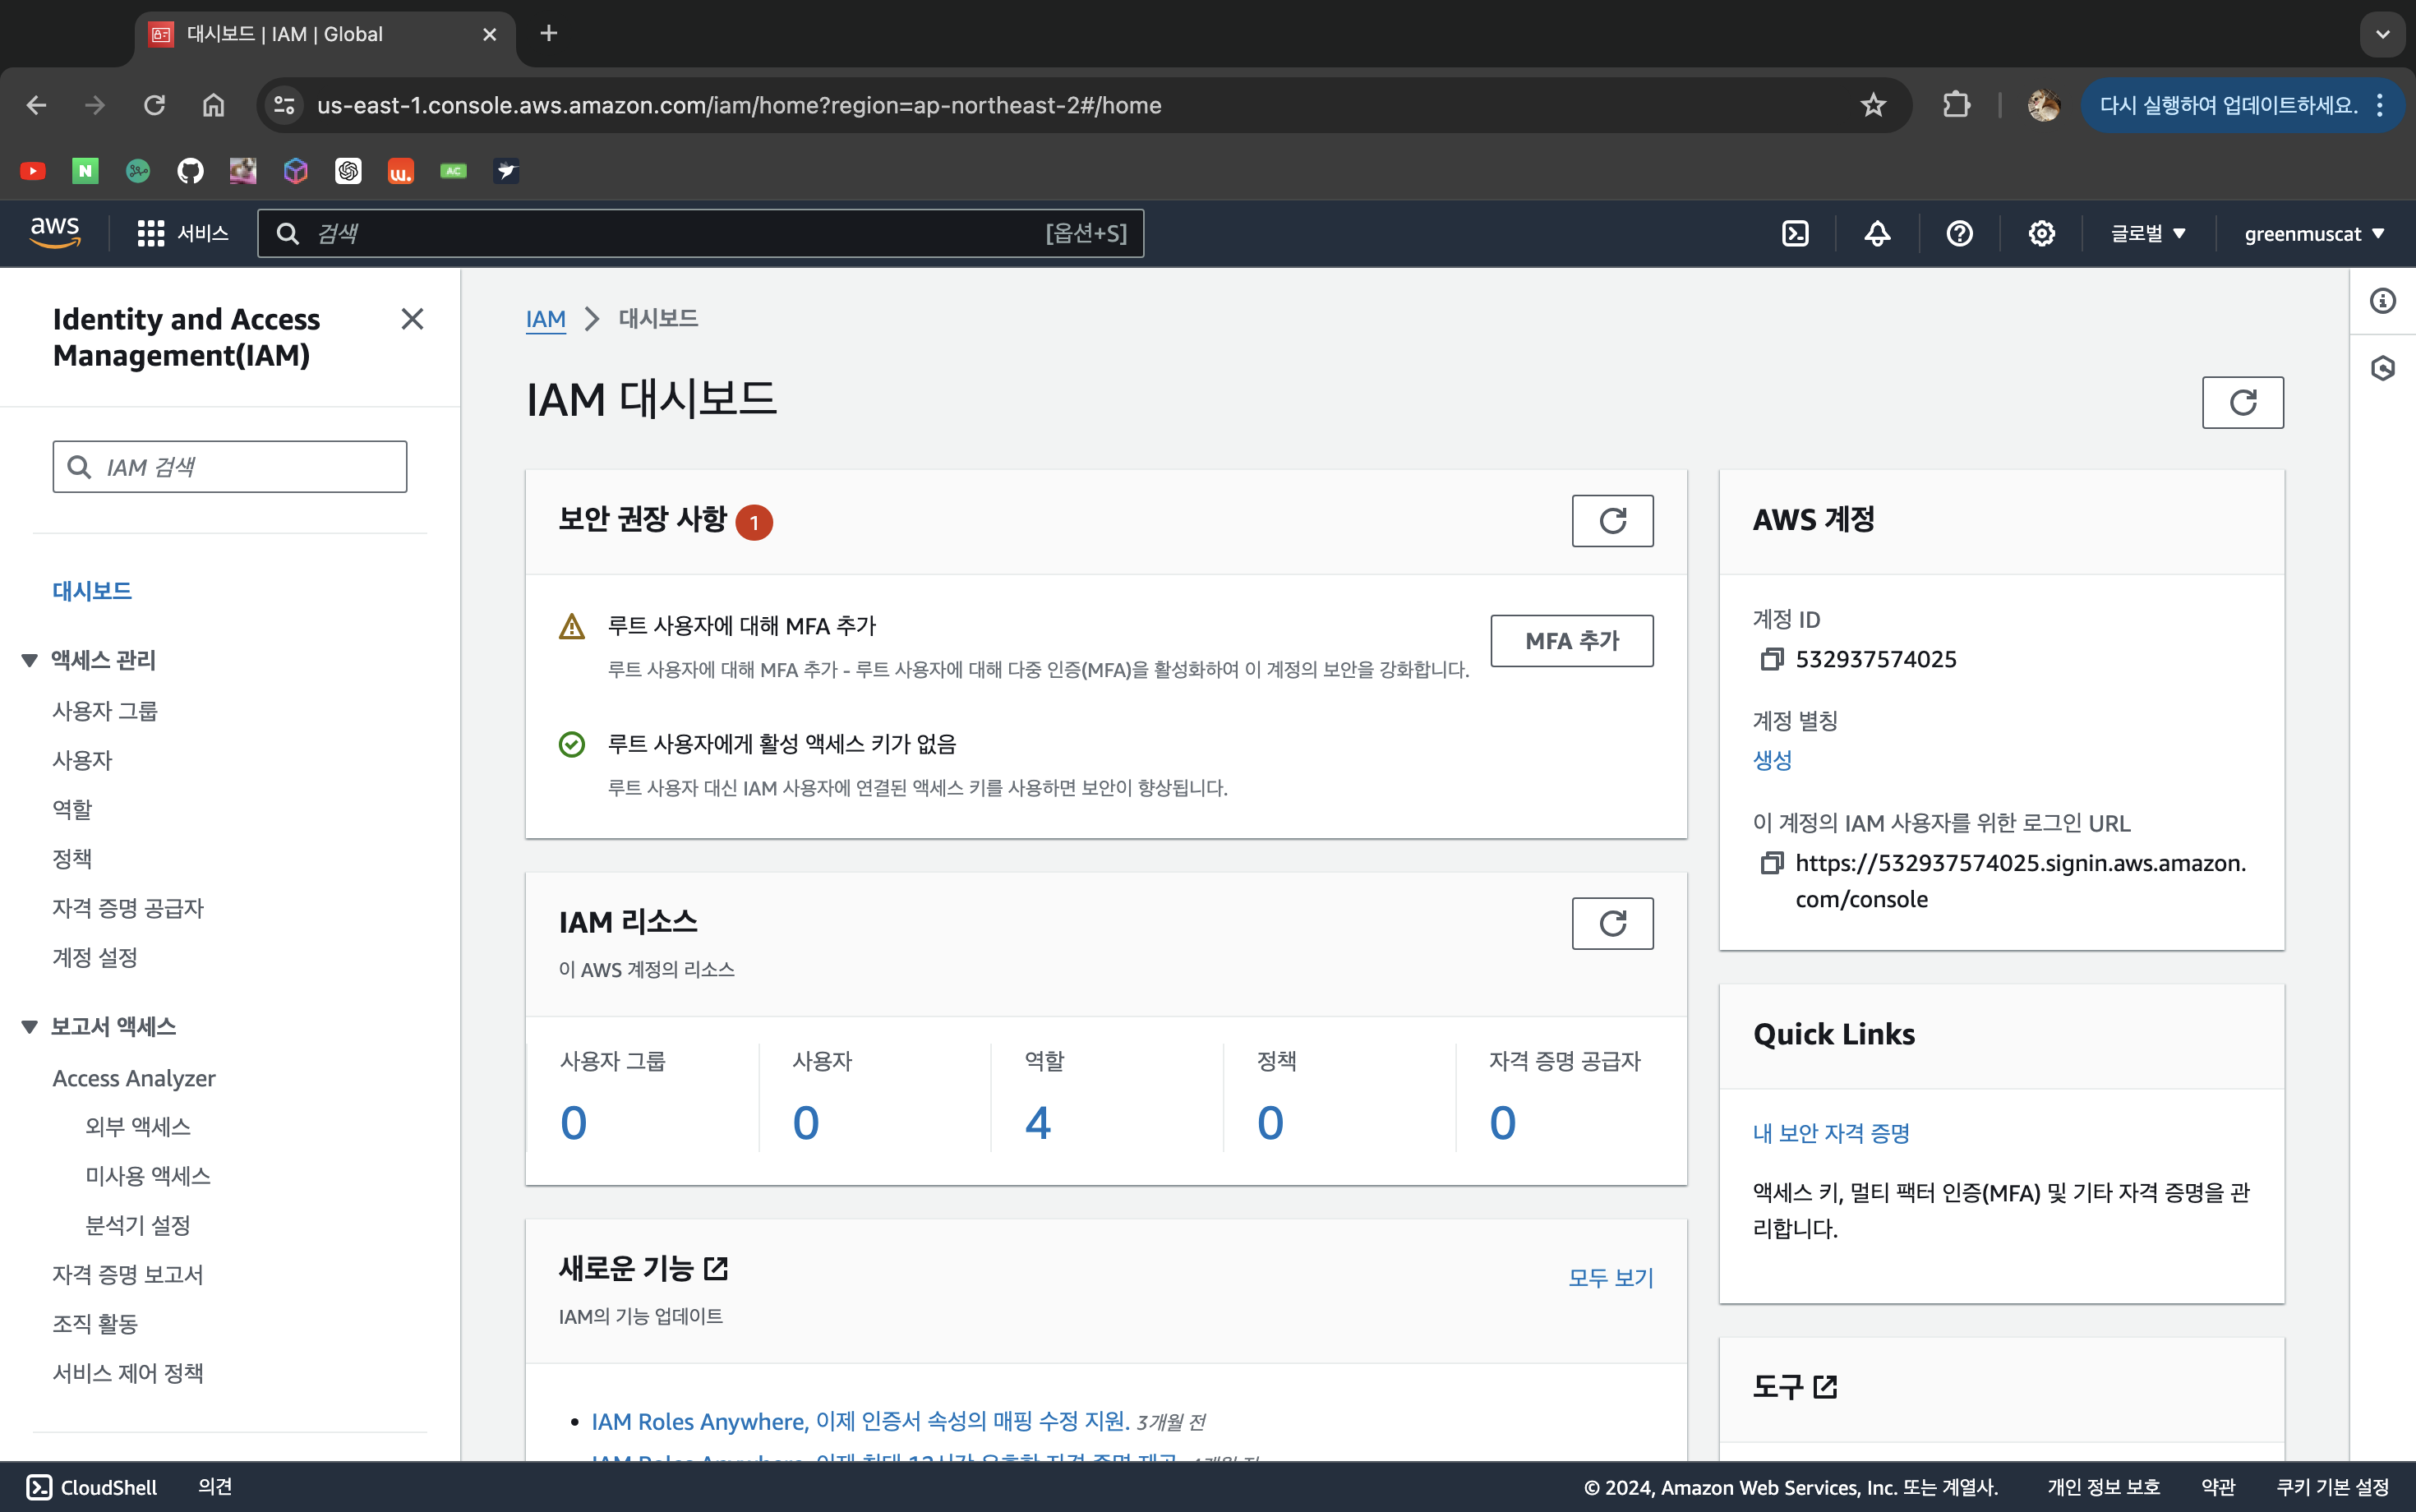 대시보드 | IAM | Global
us-east-1.console.aws.amazon.com/iam/home?region=ap-northeast-2#/home
다시 실행하여 업데이트하세요.
N
w.
AC
aws
서비스
검색
[옵션+S]
글로벌
greenmuscat
Identity and Access
Management(IAM)
IAM 검색
대시보드
액세스 관리
사용자 그룹
사용자
역할
정책
자격 증명 공급자
계정 설정
보고서 액세스
Access Analyzer
외부 액세스
미사용 액세스
분석기 설정
자격 증명 보고서
조직 활동
서비스 제어 정책
IAM
대시보드
IAM 대시보드
보안 권장 사항
1
루트 사용자에 대해 MFA 추가
루트 사용자에 대해 MFA 추가 - 루트 사용자에 대해 다중 인증(MFA)을 활성화하여 이 계정의 보안을 강화합니다.
MFA 추가
루트 사용자에게 활성 액세스 키가 없음
루트 사용자 대신 IAM 사용자에 연결된 액세스 키를 사용하면 보안이 향상됩니다.
IAM 리소스
이 AWS 계정의 리소스
사용자 그룹
0
사용자
0
역할
4
정책
0
자격 증명 공급자
0
새로운 기능
모두 보기
IAM의 기능 업데이트
IAM Roles Anywhere, 이제 인증서 속성의 매핑 수정 지원. 3개월 전
IAM Roles Anywhere, 이제 최대 12시간 유효한 자격 증명 제공.
AWS 계정
계정 ID
532937574025
계정 별칭
생성
이 계정의 IAM 사용자를 위한 로그인 URL
https://532937574025.signin.aws.amazon.
com/console
Quick Links
내 보안 자격 증명
액세스 키, 멀티 팩터 인증(MFA) 및 기타 자격 증명을 관
리합니다.
도구
CloudShell
의견
© 2024, Amazon Web Services, Inc. 또는 계열사.
개인 정보 보호
약관
쿠키 기본 설정